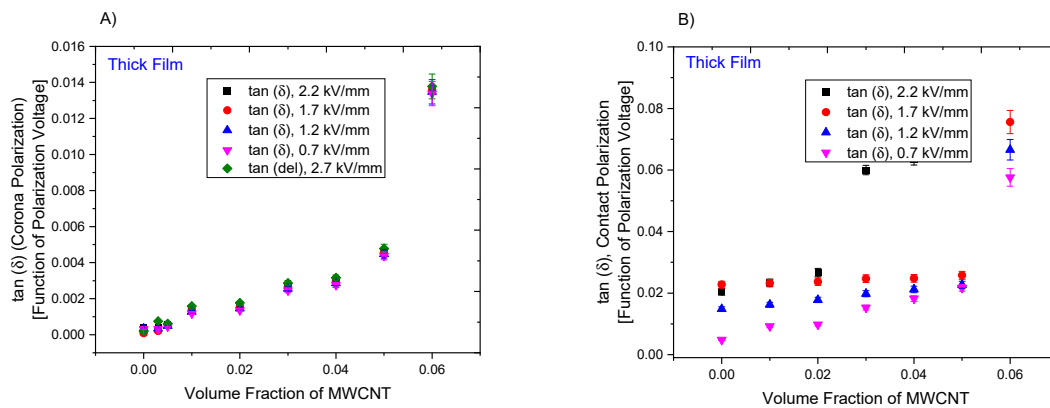 A)
Thick Film
tan (δ), 2.2 kV/mm
tan (δ), 1.7 kV/mm
tan (δ), 1.2 kV/mm
tan (δ), 0.7 kV/mm
tan (del), 2.7 kV/mm
tan (δ) (Corona Polarization)
[Function of Polarization Voltage]
0.016
0.014
0.012
0.010
0.008
0.006
0.004
0.002
0.000
0.00 0.02 0.04 0.06
Volume Fraction of MWCNT
B)
Thick Film
tan (δ), 2.2 kV/mm
tan (δ), 1.7 kV/mm
tan (δ), 1.2 kV/mm
tan (δ), 0.7 kV/mm
tan (δ), Contact Polarization
[Function of Polarization Voltage]
0.10
0.08
0.06
0.04
0.02
0.00
0.00 0.02 0.04 0.06
Volume Fraction of MWCNT